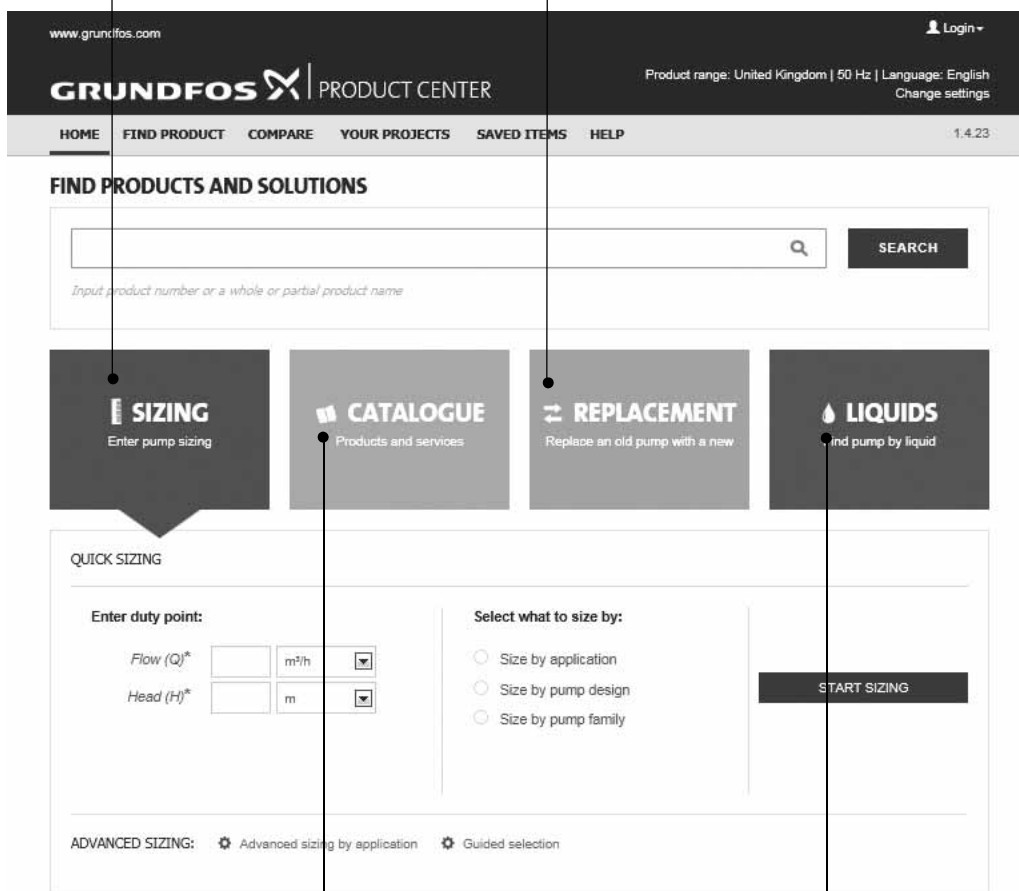 www.grundfos.com
Login
GRUNDFOS PRODUCT CENTER
Product range: United Kingdom | 50 Hz | Language: English
Change settings
HOME FIND PRODUCT COMPARE YOUR PROJECTS SAVED ITEMS HELP 1.4.23
FIND PRODUCTS AND SOLUTIONS
SEARCH
Input product number or a whole or partial product name
SIZING
Enter pump sizing
CATALOGUE
Products and services
REPLACEMENT
Replace an old pump with a new
LIQUIDS
Find pump by liquid
QUICK SIZING
Enter duty point:
Flow (Q)* m³/h
Head (H)* m
Select what to size by:
Size by application
Size by pump design
Size by pump family
START SIZING
ADVANCED SIZING: Advanced sizing by application Guided selection